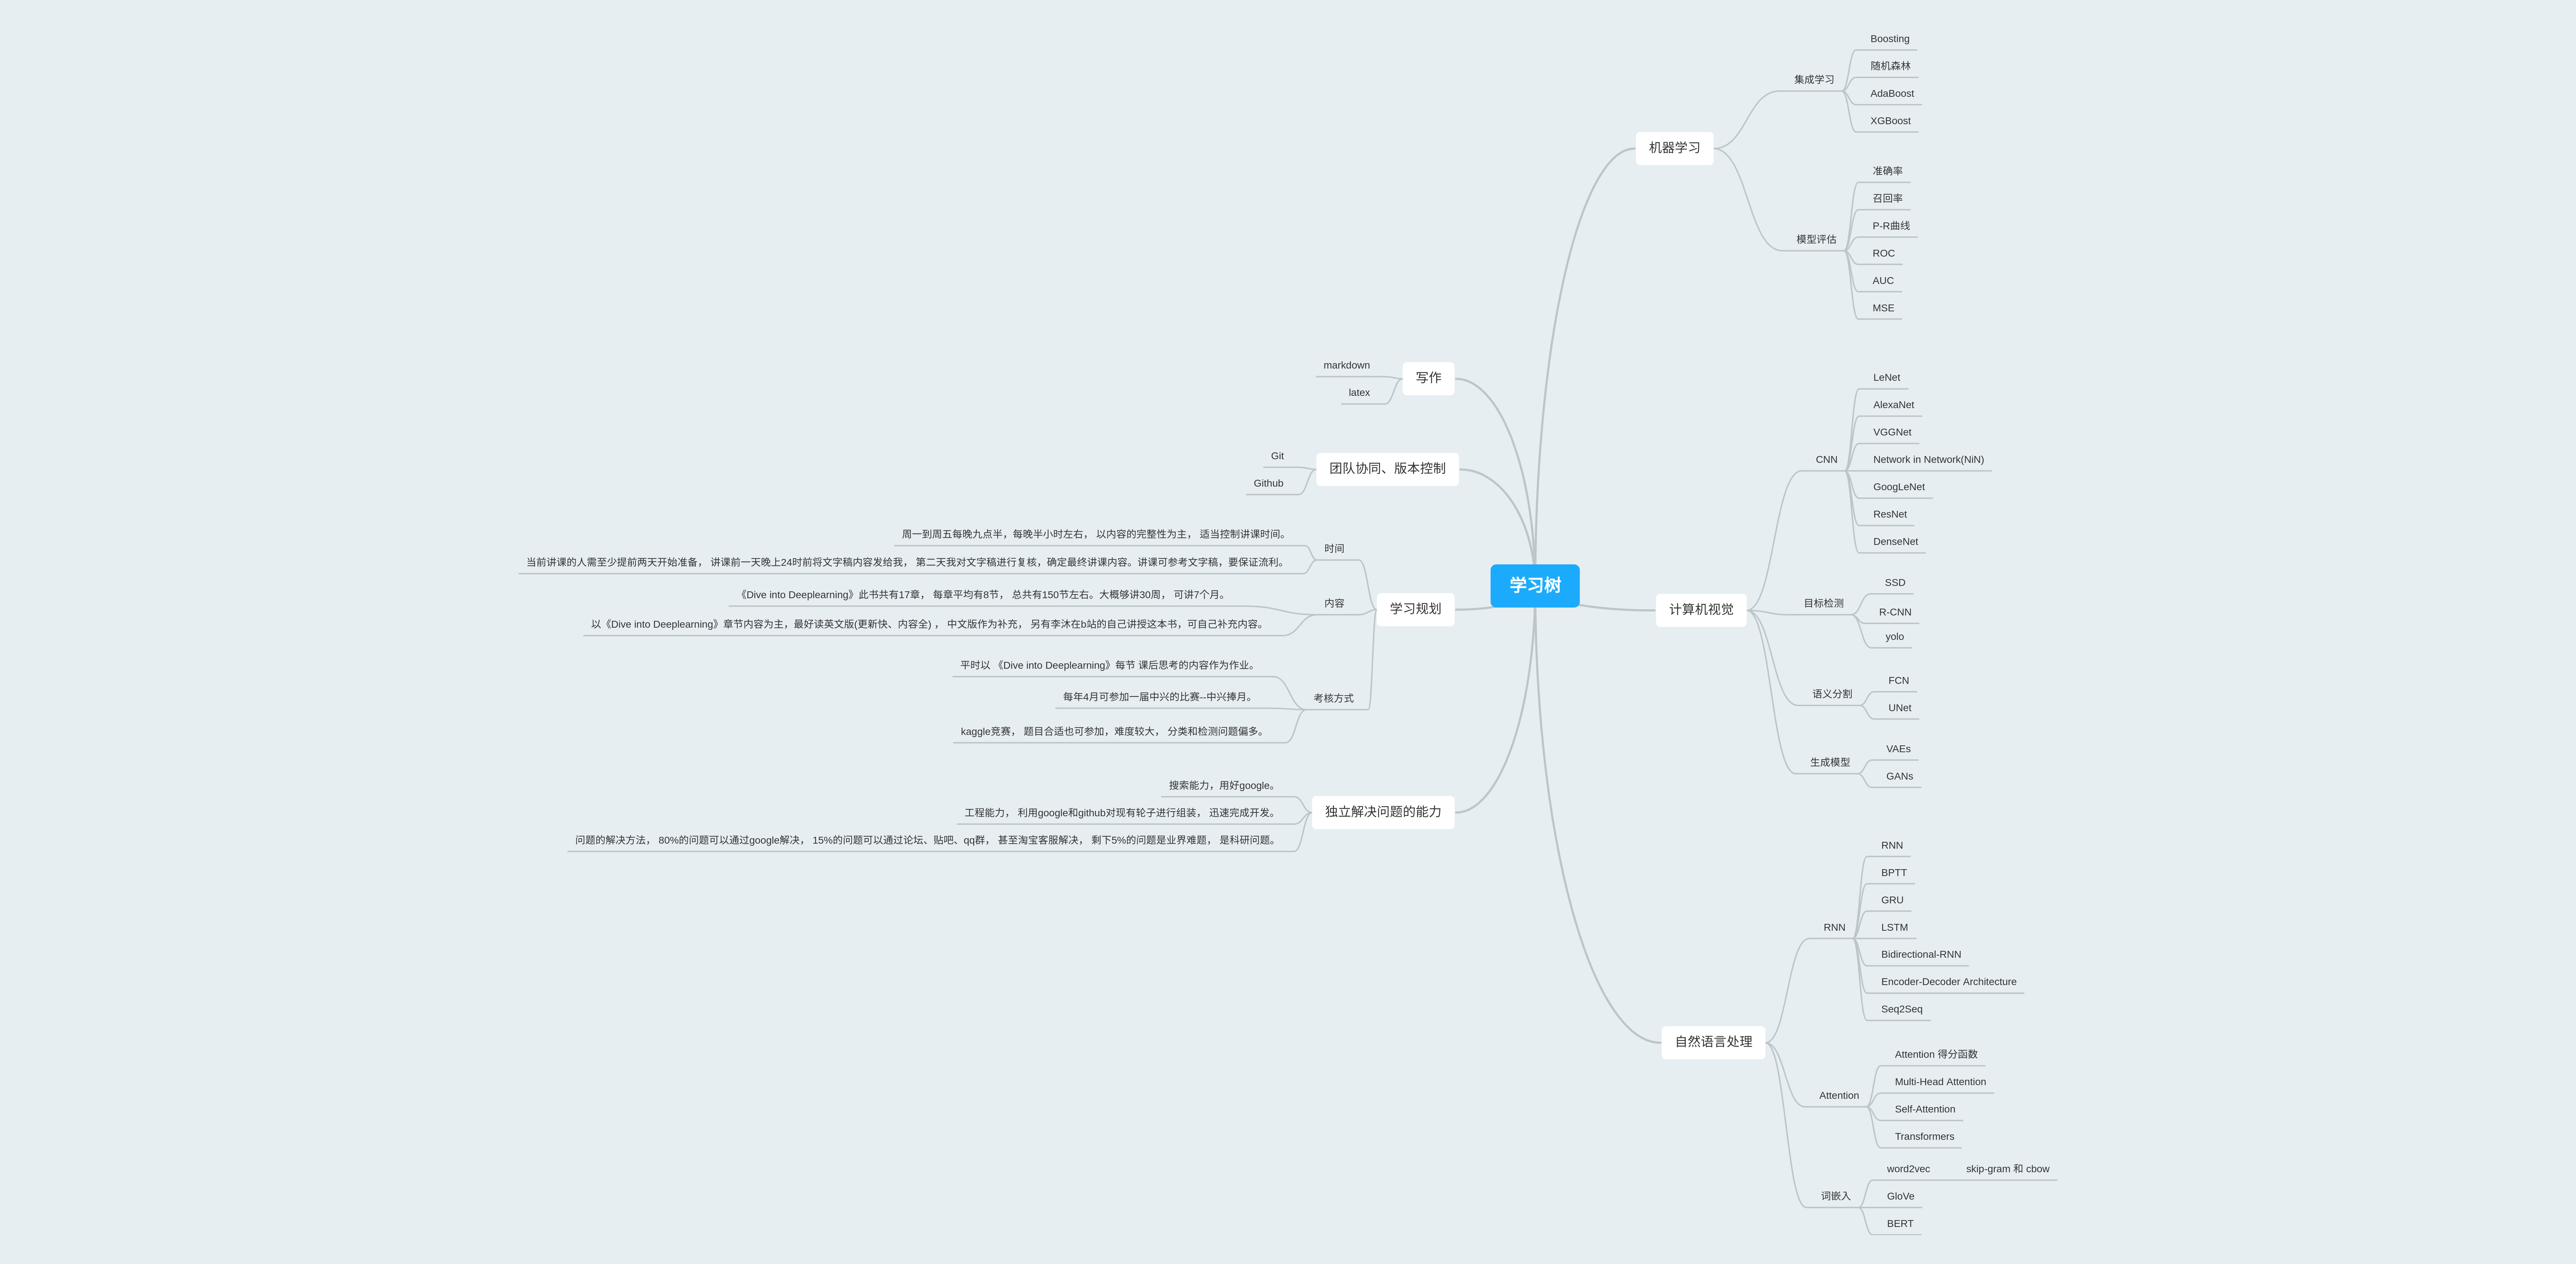 学习树
机器学习
集成学习
Boosting
随机森林
AdaBoost
XGBoost
模型评估
准确率
召回率
P-R曲线
ROC
AUC
MSE
计算机视觉
CNN
LeNet
AlexaNet
VGGNet
Network in Network(NiN)
GoogLeNet
ResNet
DenseNet
目标检测
SSD
R-CNN
yolo
语义分割
FCN
UNet
生成模型
VAEs
GANs
自然语言处理
RNN
RNN
BPTT
GRU
LSTM
Bidirectional-RNN
Encoder-Decoder Architecture
Seq2Seq
Attention
Attention 得分函数
Multi-Head Attention
Self-Attention
Transformers
词嵌入
word2vec
skip-gram 和 cbow
GloVe
BERT
写作
markdown
latex
团队协同、版本控制
Git
Github
学习规划
时间
周一到周五每晚九点半，每晚半小时左右， 以内容的完整性为主， 适当控制讲课时间。
当前讲课的人需至少提前两天开始准备， 讲课前一天晚上24时前将文字稿内容发给我， 第二天我对文字稿进行复核，确定最终讲课内容。讲课可参考文字稿，要保证流利。
内容
《Dive into Deeplearning》此书共有17章， 每章平均有8节， 总共有150节左右。大概够讲30周， 可讲7个月。
以《Dive into Deeplearning》章节内容为主，最好读英文版(更新快、内容全) ， 中文版作为补充， 另有李沐在b站的自己讲授这本书，可自己补充内容。
考核方式
平时以 《Dive into Deeplearning》每节 课后思考的内容作为作业。
每年4月可参加一届中兴的比赛--中兴捧月。
kaggle竞赛， 题目合适也可参加，难度较大， 分类和检测问题偏多。
独立解决问题的能力
搜索能力，用好google。
工程能力， 利用google和github对现有轮子进行组装， 迅速完成开发。
问题的解决方法， 80%的问题可以通过google解决， 15%的问题可以通过论坛、贴吧、qq群， 甚至淘宝客服解决， 剩下5%的问题是业界难题， 是科研问题。